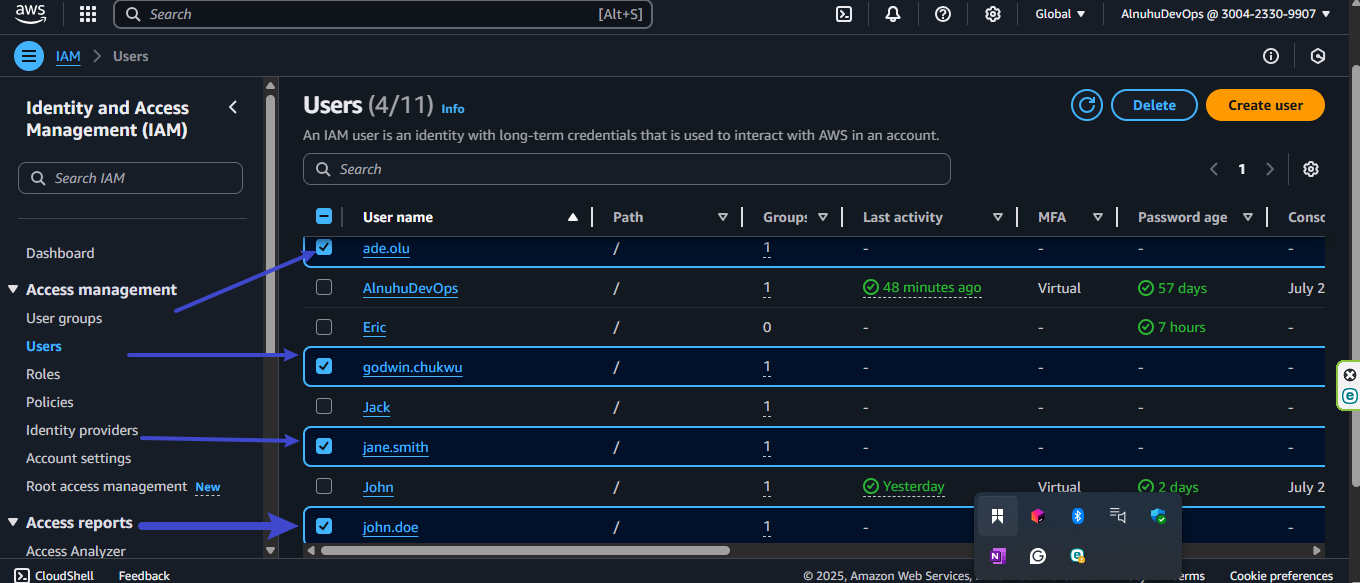 aws
Search [Alt+S] Global AlnuhuDevOps @ 3004-2330-9907
IAM > Users
Identity and Access
Management (IAM)
Search IAM
Dashboard
Access management
User groups
Users
Roles
Policies
Identity providers
Account settings
Root access management New
Access reports
Access Analyzer
Users (4/11) Info
Delete
Create user
An IAM user is an identity with long-term credentials that is used to interact with AWS in an account.
Search
1
User name Path Groups Last activity MFA Password age Conso
ade.olu / 1 - - - -
AlnuhuDevOps / 1 48 minutes ago Virtual 57 days July 2
Eric / 0 - - 7 hours -
godwin.chukwu / 1 - - - -
Jack / 1 - - - -
jane.smith / 1 - - - -
John / 1 Yesterday Virtual 2 days July 2
john.doe / 1 - - -
CloudShell Feedback © 2025, Amazon Web Services, Cookie preferences